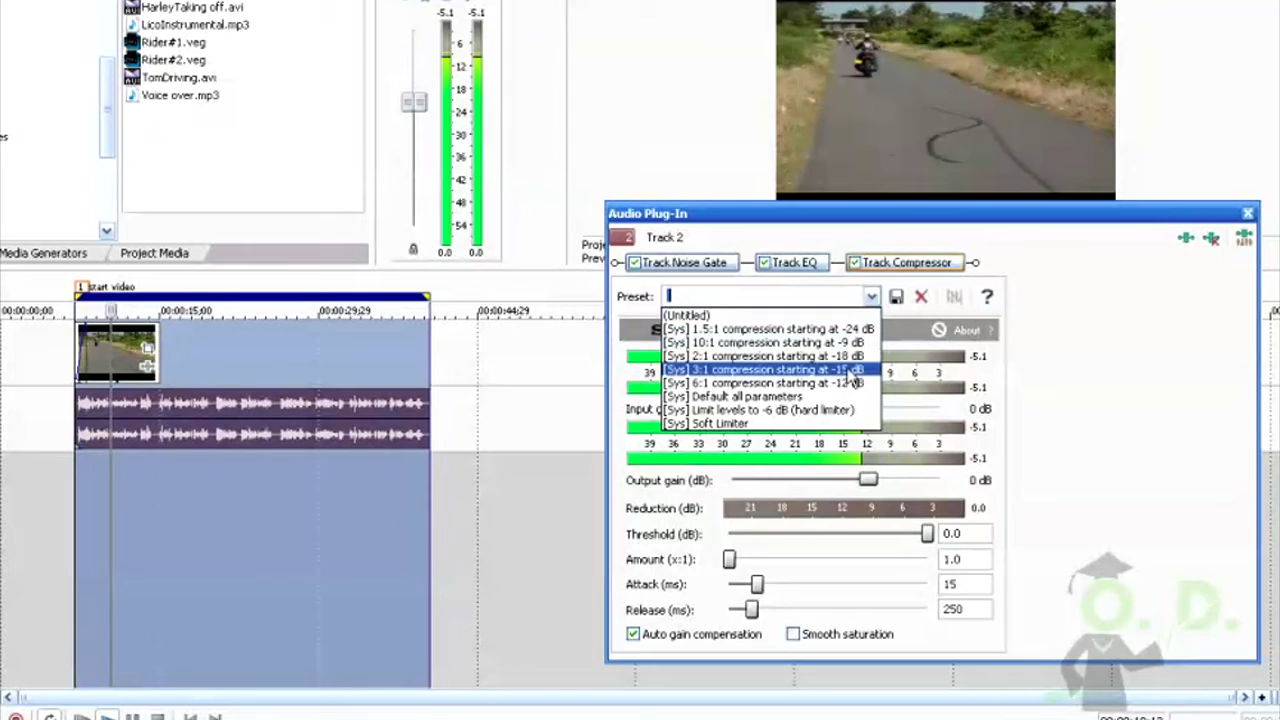 HarleyTaking off.avi
LicoInstrumental.mp3
Rider#1.veg
Rider#2.veg
TomDriving.avi
Voice over.mp3
-5.1 -5.1
6
12
18
24
30
36
42
48
54
0.0 0.0
Media Generators Project Media
Audio Plug-In
2 Track 2
Track Noise Gate Track EQ Track Compressor
Preset:
(Untitled)
[Sys] 1.5:1 compression starting at -24 dB
[Sys] 10:1 compression starting at -9 dB
[Sys] 2:1 compression starting at -18 dB
[Sys] 3:1 compression starting at -15 dB
[Sys] 6:1 compression starting at -12 dB
[Sys] Default all parameters
[Sys] Limit levels to -6 dB (hard limiter)
[Sys] Soft Limiter
About ?
-5.1
39 9 6 3
-5.1
Input 0 dB
-5.1
39 36 33 30 27 24 21 18 15 12 9 6 3
-5.1
Output gain (dB): 0 dB
Reduction (dB): 21 18 15 12 9 6 3 0.0
Threshold (dB): 0.0
Amount (x:1): 1.0
Attack (ms): 15
Release (ms): 250
Auto gain compensation Smooth saturation
1 start video
00:00:00;00 00:00:15;00 00:00:29;29 00:00:44;29
O. D.